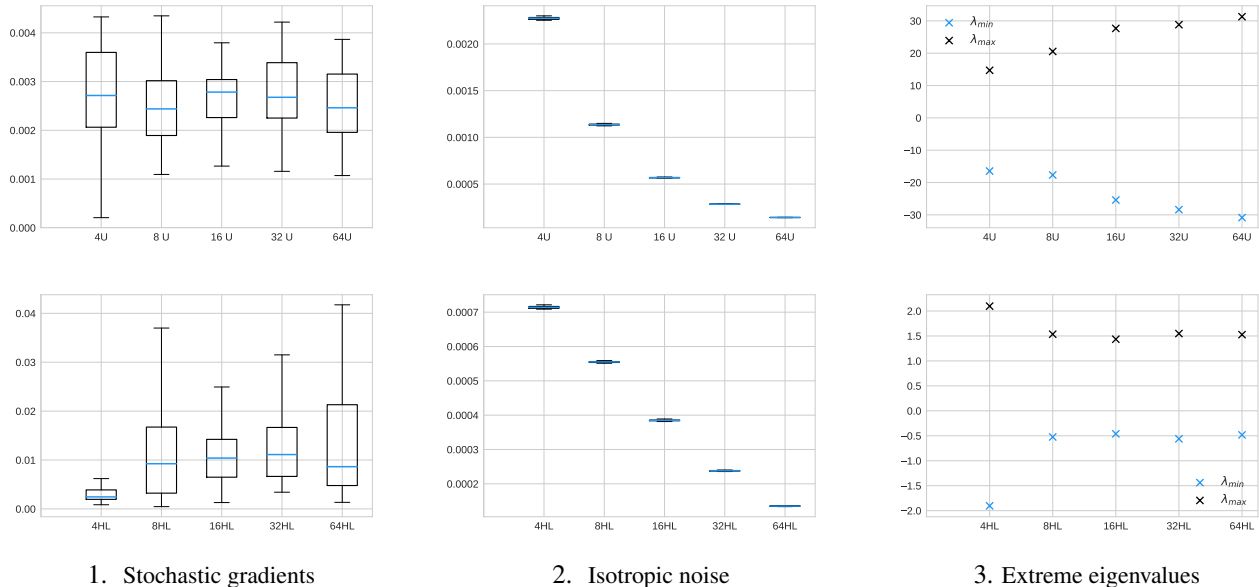 0.004
0.003
0.002
0.001
0.000
4U 8 U 16 U 32 U 64U
0.0020
0.0015
0.0010
0.0005
4U 8 U 16 U 32 U 64U
30
20
10
0
−10
−20
−30
λmin
λmax
4U 8U 16U 32U 64U
0.04
0.03
0.02
0.01
0.00
4HL 8HL 16HL 32HL 64HL
0.0007
0.0006
0.0005
0.0004
0.0003
0.0002
4HL 8HL 16HL 32HL 64HL
2.0
1.5
1.0
0.5
0.0
−0.5
−1.0
−1.5
−2.0
λmin
λmax
4HL 8HL 16HL 32HL 64HL
1. Stochastic gradients
2. Isotropic noise
3. Extreme eigenvalues